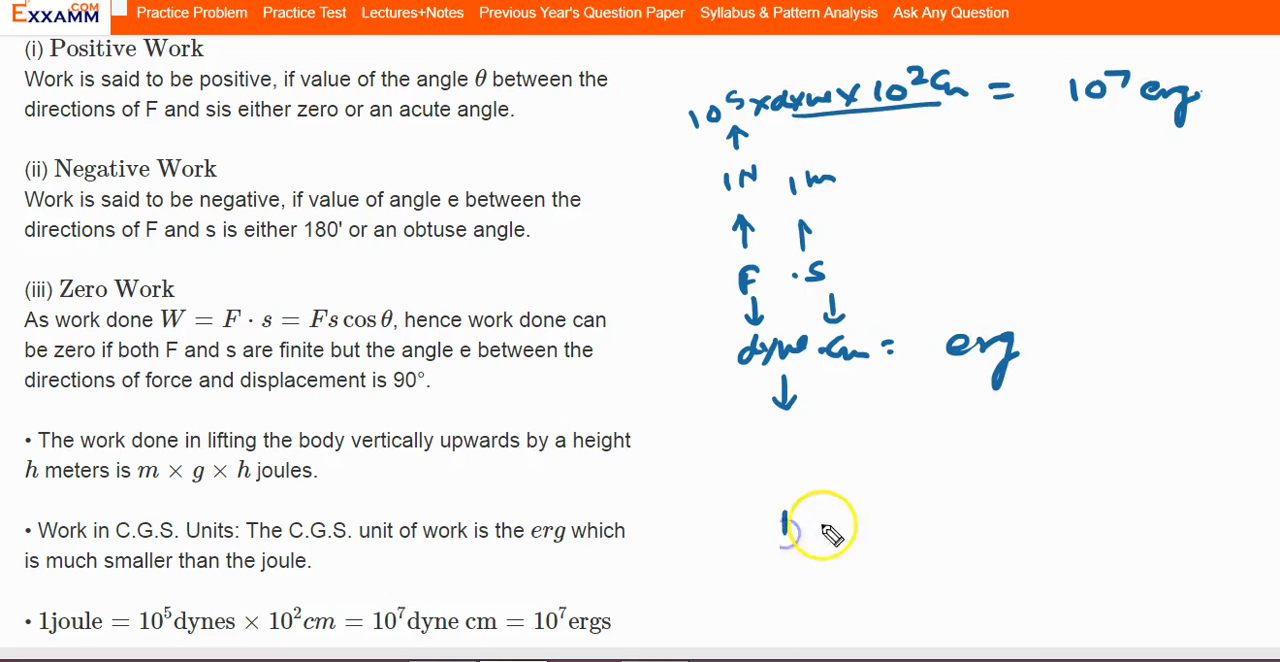 EXXAMM .COM
Practice Problem Practice Test Lectures+Notes Previous Year's Question Paper Syllabus & Pattern Analysis Ask Any Question
(i) Positive Work
Work is said to be positive, if value of the angle θ between the
directions of F and sis either zero or an acute angle.
(ii) Negative Work
Work is said to be negative, if value of angle e between the
directions of F and s is either 180' or an obtuse angle.
(iii) Zero Work
As work done W = F · s = Fs cos θ, hence work done can
be zero if both F and s are finite but the angle e between the
directions of force and displacement is 90°.
• The work done in lifting the body vertically upwards by a height
h meters is m × g × h joules.
• Work in C.G.S. Units: The C.G.S. unit of work is the erg which
is much smaller than the joule.
• 1joule = 10⁵dynes × 10²cm = 10⁷dyne cm = 10⁷ergs
10⁵ × dyne × 10² cm = 10⁷ erg
↑
1N 1m
↑ ↑
F . S
↓ ↓
dyne . cm = erg
↓
1